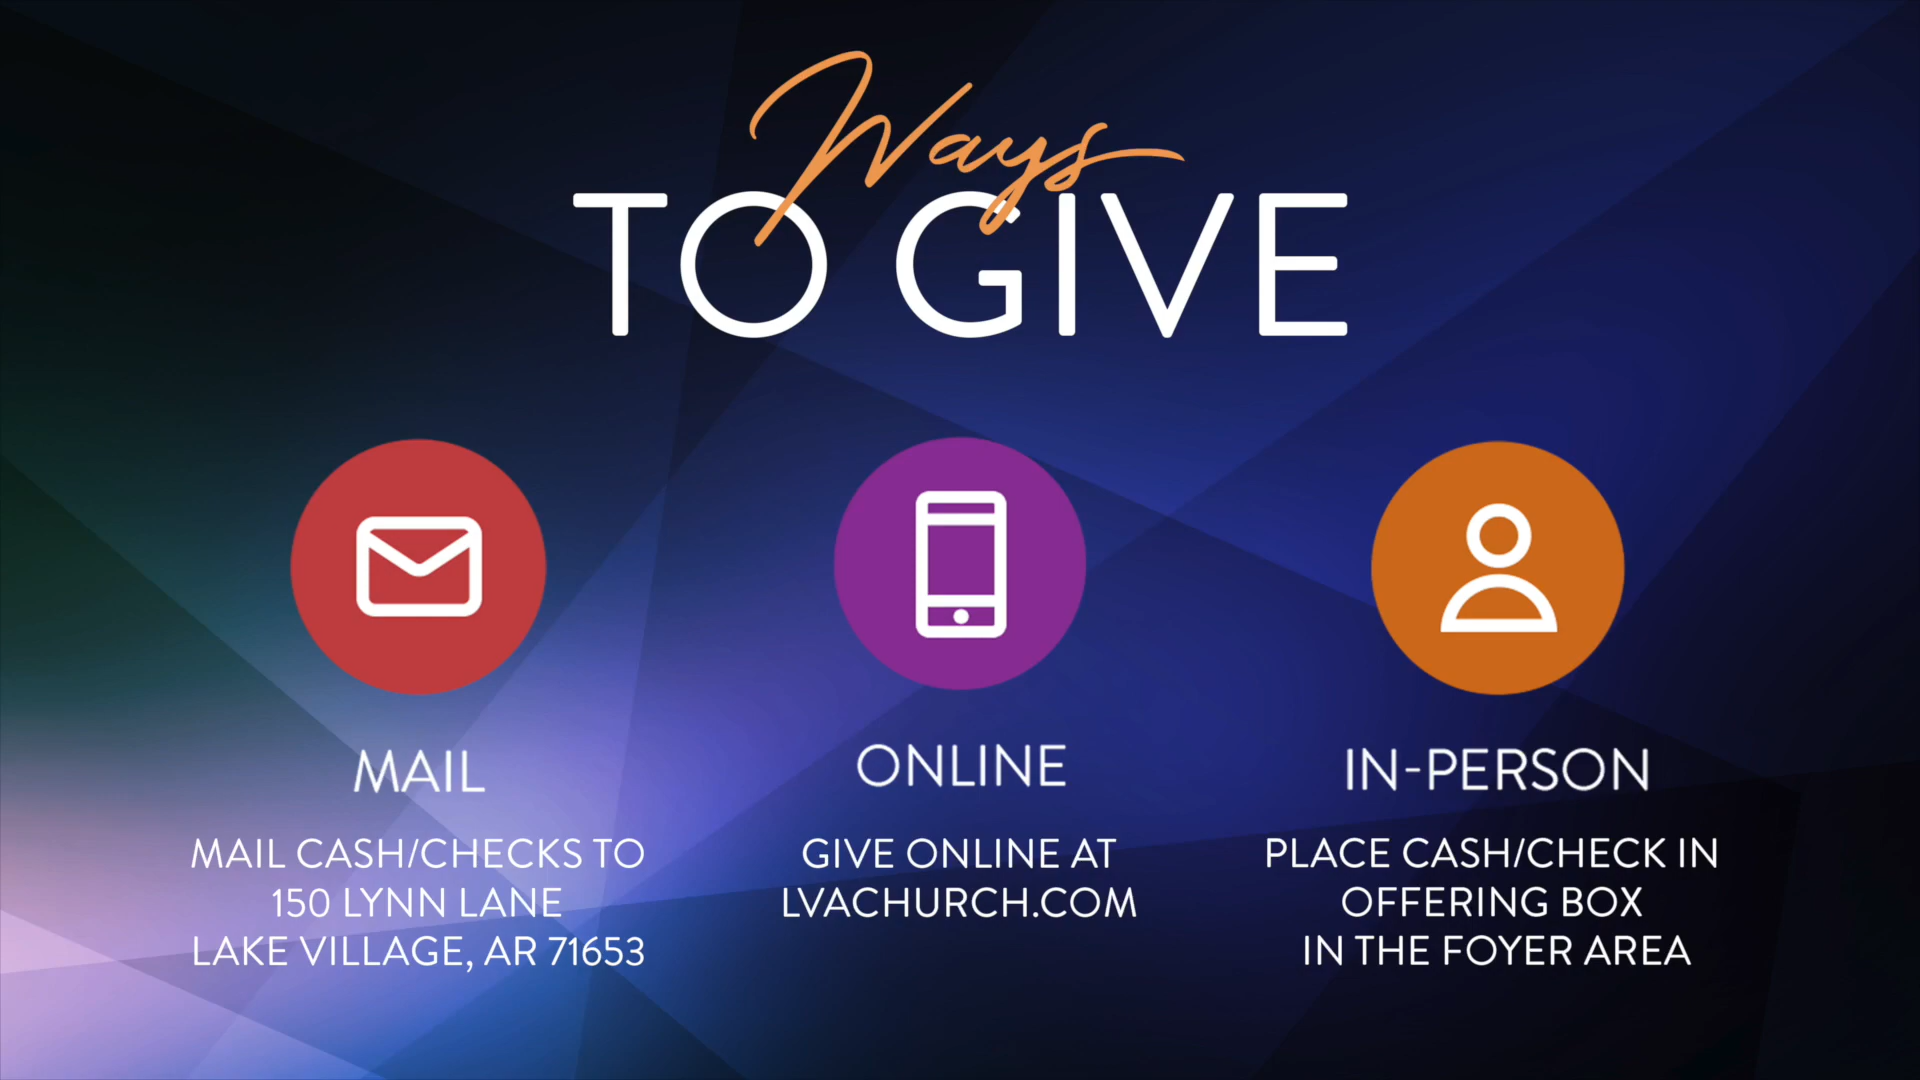 Ways
TO GIVE
MAIL
MAIL CASH/CHECKS TO
150 LYNN LANE
LAKE VILLAGE, AR 71653
ONLINE
GIVE ONLINE AT
LVACHURCH.COM
IN-PERSON
PLACE CASH/CHECK IN
OFFERING BOX
IN THE FOYER AREA